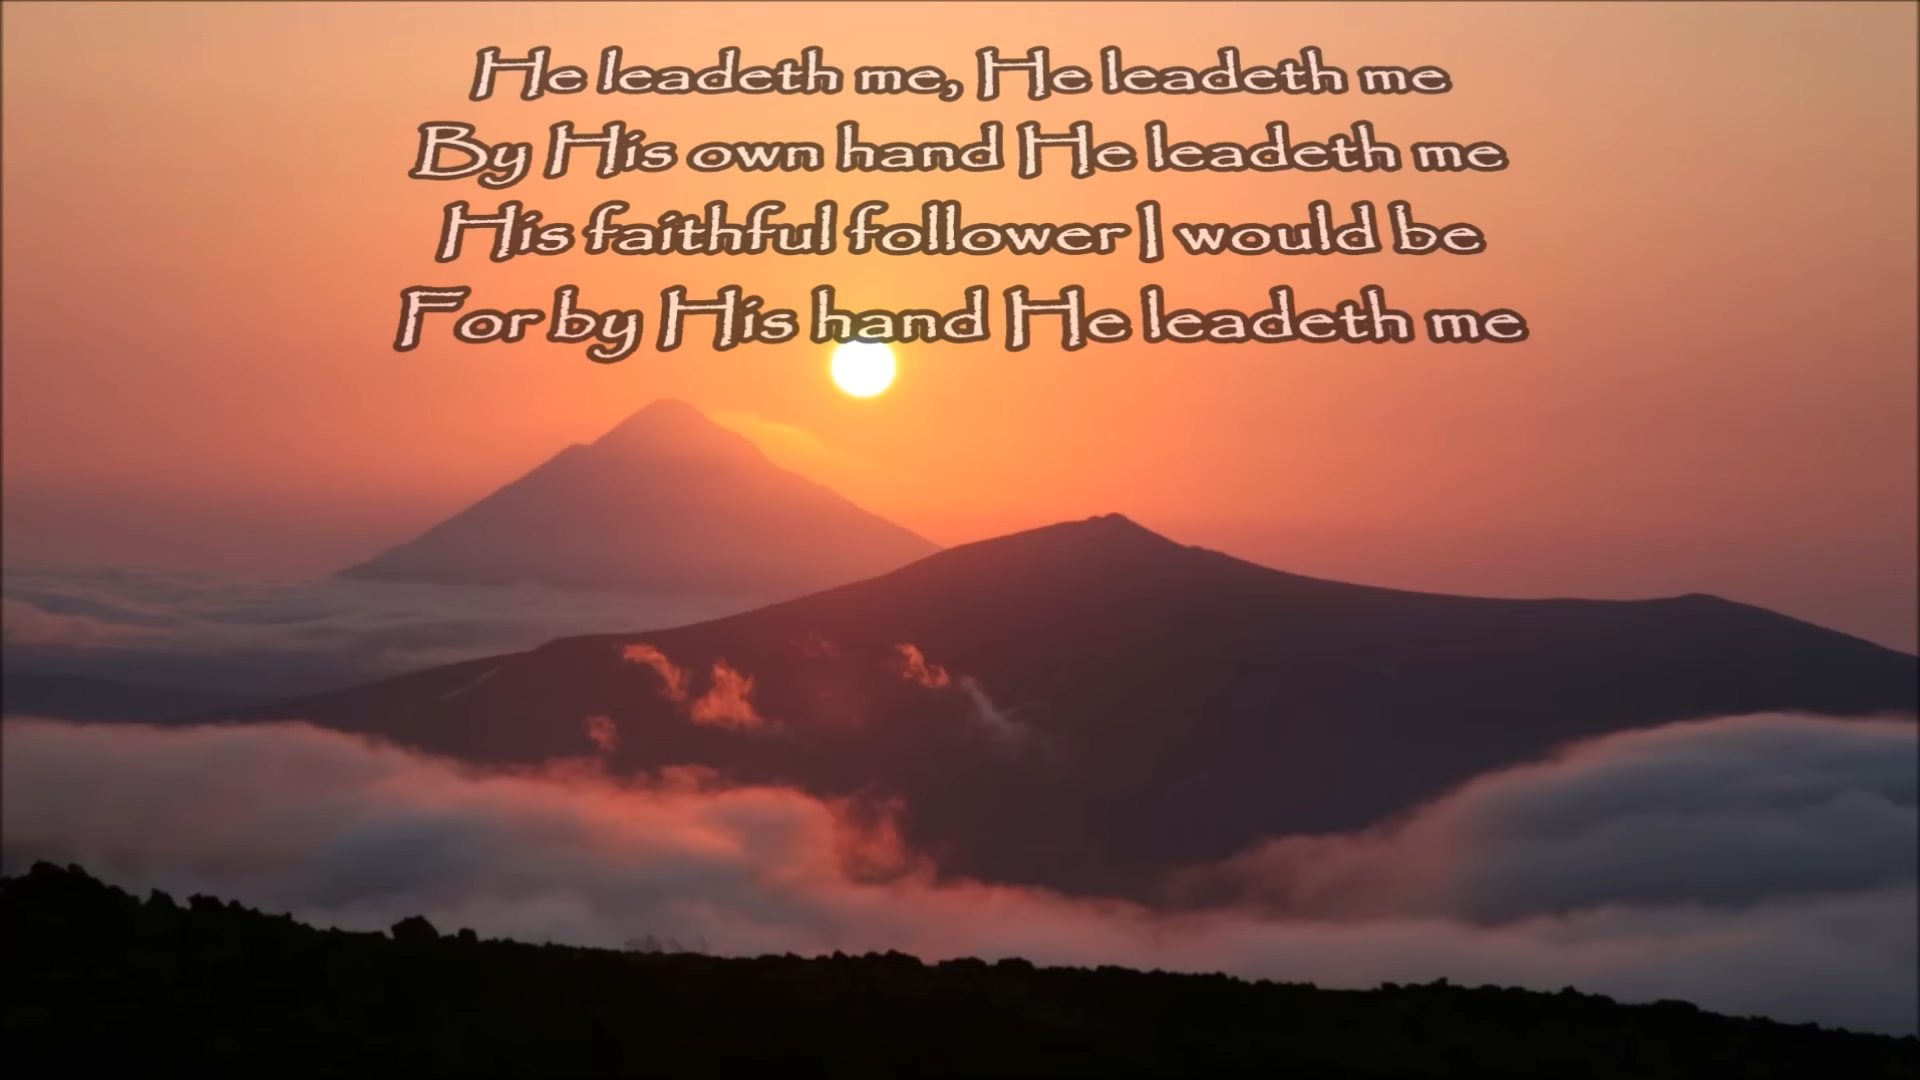 He leadeth me, He leadeth me
By His own hand He leadeth me
His faithful follower I would be
For by His hand He leadeth me